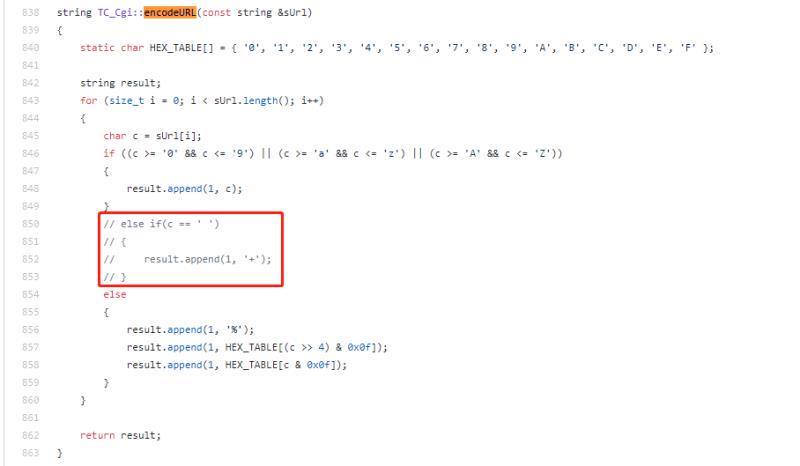 838 string TC_Cgi::encodeURL(const string &sUrl)
839 {
840     static char HEX_TABLE[] = { '0', '1', '2', '3', '4', '5', '6', '7', '8', '9', 'A', 'B', 'C', 'D', 'E', 'F' };
841
842     string result;
843     for (size_t i = 0; i < sUrl.length(); i++)
844     {
845         char c = sUrl[i];
846         if ((c >= '0' && c <= '9') || (c >= 'a' && c <= 'z') || (c >= 'A' && c <= 'Z'))
847         {
848             result.append(1, c);
849         }
850         // else if(c == ' ')
851         // {
852         //     result.append(1, '+');
853         // }
854         else
855         {
856             result.append(1, '%');
857             result.append(1, HEX_TABLE[(c >> 4) & 0x0f]);
858             result.append(1, HEX_TABLE[c & 0x0f]);
859         }
860     }
861
862     return result;
863 }